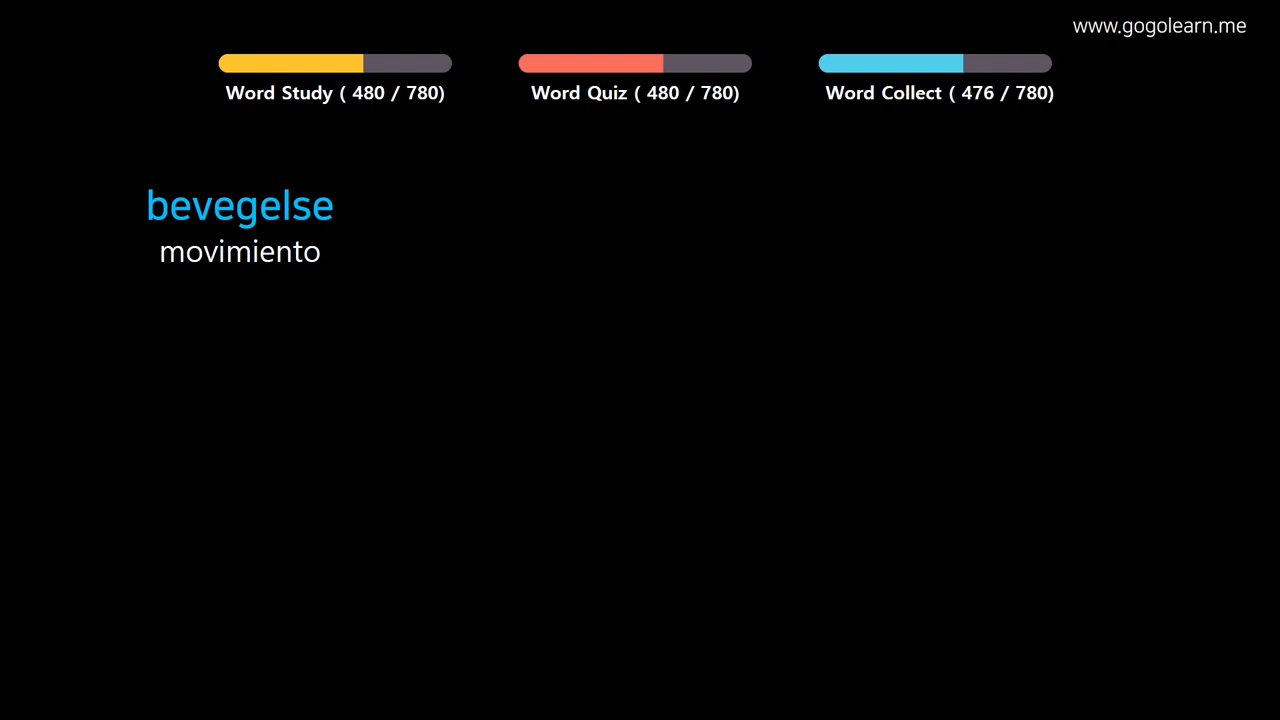 www.gogolearn.me
Word Study ( 480 / 780)
Word Quiz ( 480 / 780)
Word Collect ( 476 / 780)
bevegelse
movimiento